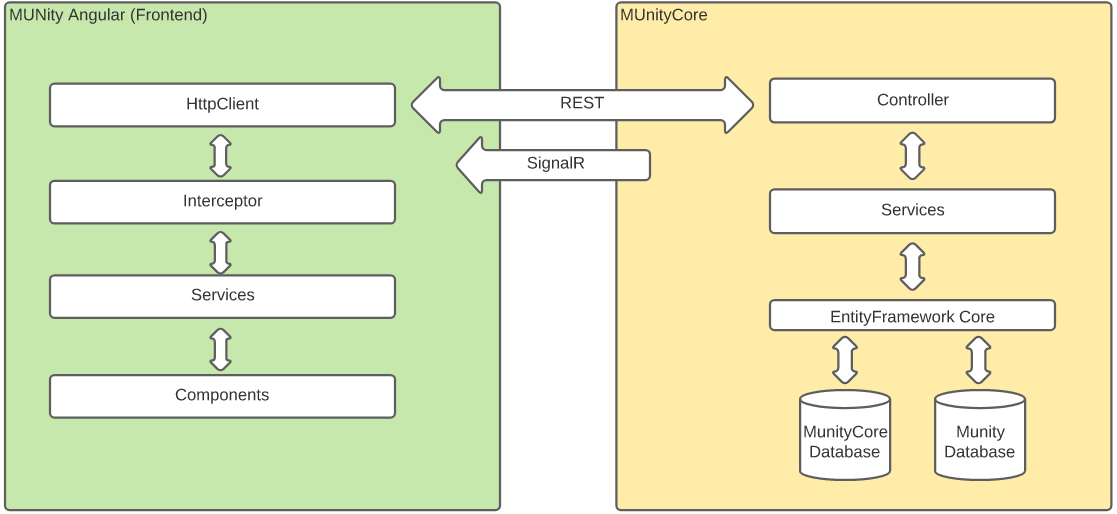 MUNity Angular (Frontend)
HttpClient
Interceptor
Services
Components
REST
SignalR
MUnityCore
Controller
Services
EntityFramework Core
MunityCore
Database
Munity
Database